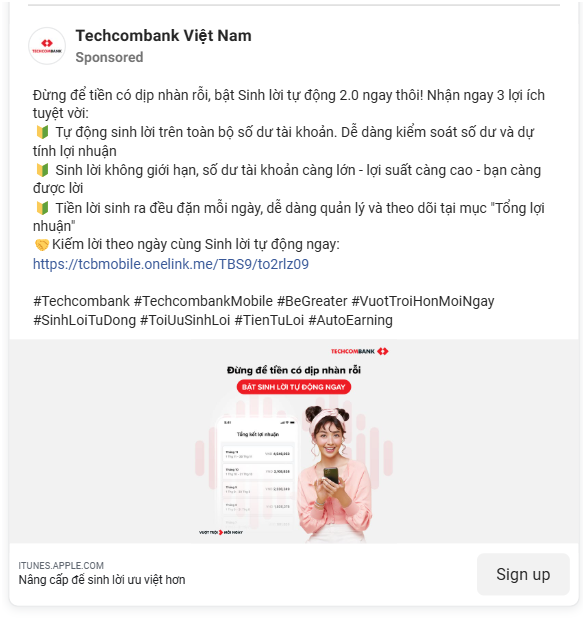 Techcombank Việt Nam
Sponsored
Đừng để tiền có dịp nhàn rỗi, bật Sinh lời tự động 2.0 ngay thôi! Nhận ngay 3 lợi ích
tuyệt vời:
🔰 Tự động sinh lời trên toàn bộ số dư tài khoản. Dễ dàng kiểm soát số dư và dự
tính lợi nhuận
🔰 Sinh lời không giới hạn, số dư tài khoản càng lớn - lợi suất càng cao - bạn càng
được lời
🔰 Tiền lời sinh ra đều đặn mỗi ngày, dễ dàng quản lý và theo dõi tại mục "Tổng lợi
nhuận"
🤝Kiếm lời theo ngày cùng Sinh lời tự động ngay:
https://tcbmobile.onelink.me/TBS9/to2rlz09
#Techcombank #TechcombankMobile #BeGreater #VuotTroiHonMoiNgay
#SinhLoiTuDong #ToiUuSinhLoi #TienTuLoi #AutoEarning
TECHCOMBANK
Đừng để tiền có dịp nhàn rỗi
BẬT SINH LỜI TỰ ĐỘNG NGAY
Tổng kết lợi nhuận
VƯỢT TRỘI MỖI NGÀY
ITUNES.APPLE.COM
Nâng cấp để sinh lời ưu việt hơn
Sign up